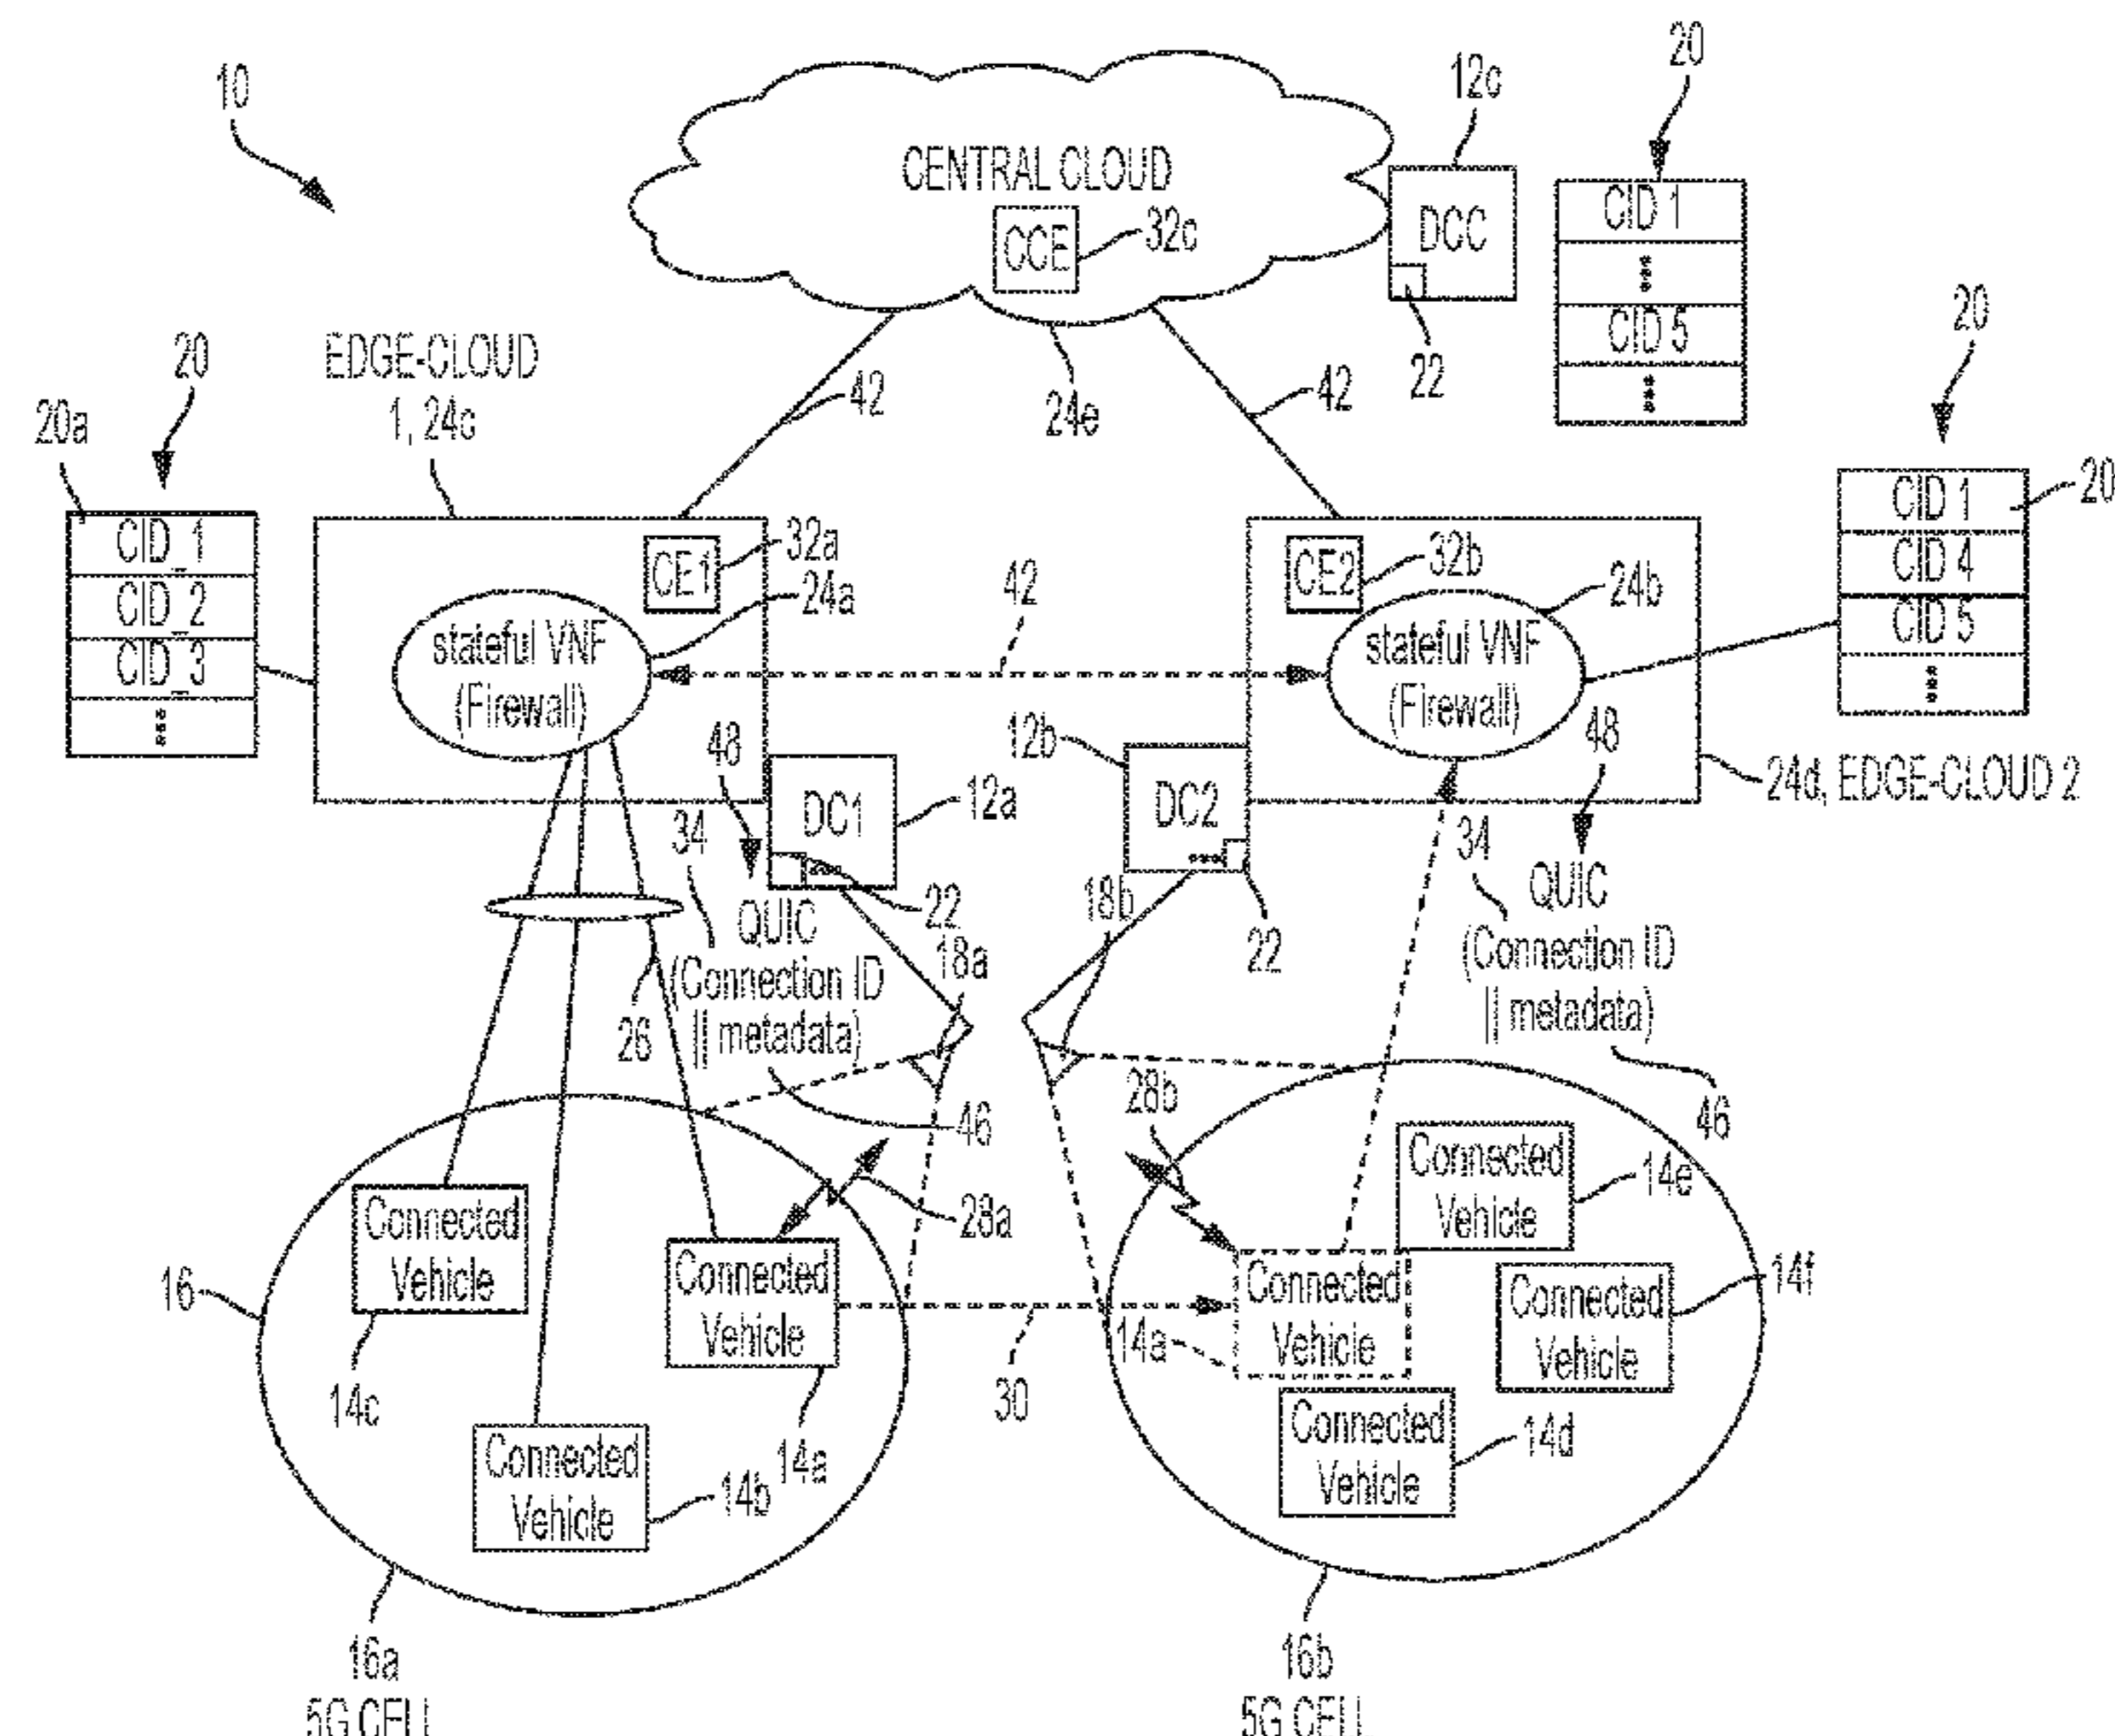 10
CENTRAL CLOUD
CCE
32c
12c
DCC
22
20
CID 1
CID 5
24e
42
42
EDGE-CLOUD
1, 24c
20
20a
CID_1
CID_2
CID_3
CE1
32a
24a
stateful VNF
(Firewall)
42
CE2
32b
24b
stateful VNF
(Firewall)
20
CID 1
20
CID 4
CID 5
24d, EDGE-CLOUD 2
48
DC1
12a
22
34
QUIC
(Connection ID
|| metadata)
26
18a
46
12b
DC2
18b
22
48
34
QUIC
(Connection ID
|| metadata)
46
28a
28b
16
Connected
Vehicle
14c
Connected
Vehicle
14a
Connected
Vehicle
14b
30
Connected
Vehicle
14e
Connected
Vehicle
14a
Connected
Vehicle
14f
Connected
Vehicle
14d
16a
5G CELL
16b
5G CELL